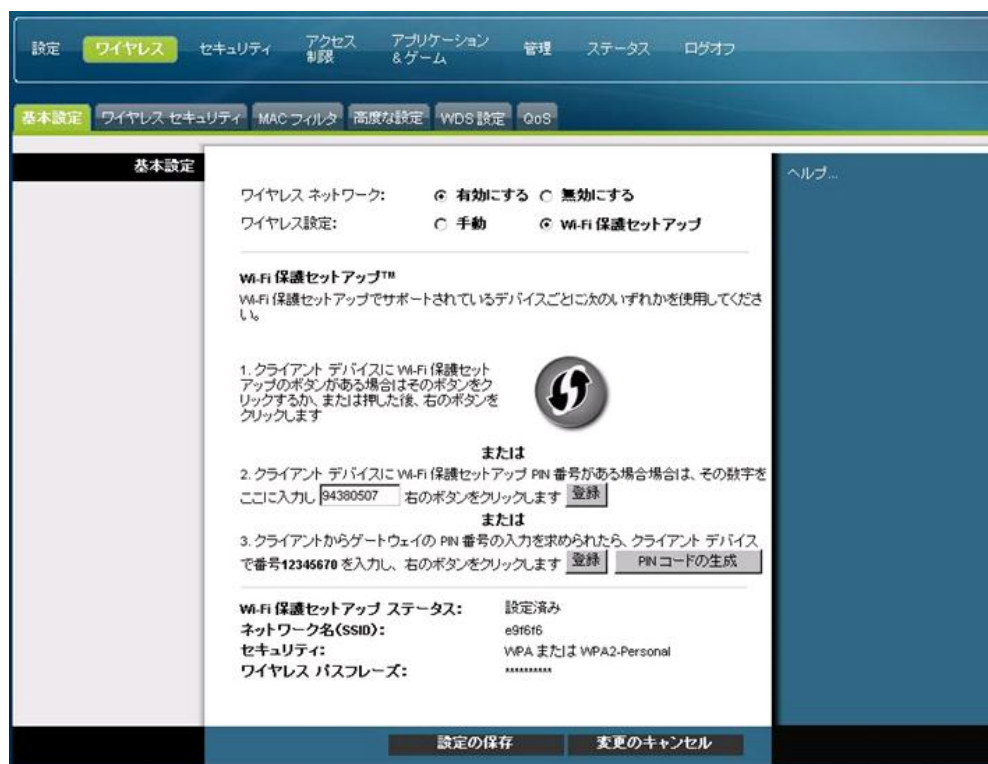 設定 ワイヤレス セキュリティ アクセス制限 アプリケーション&ゲーム 管理 ステータス ログオフ
基本設定 ワイヤレス セキュリティ MAC フィルタ 高度な設定 WDS 設定 QoS
基本設定
ヘルプ...
ワイヤレス ネットワーク: 有効にする 無効にする
ワイヤレス設定: 手動 Wi-Fi 保護セットアップ
Wi-Fi 保護セットアップ™
Wi-Fi 保護セットアップでサポートされているデバイスごとに次のいずれかを使用してくださ
い。
1. クライアント デバイスに Wi-Fi 保護セット
アップのボタンがある場合はそのボタンをク
リックするか、または押した後、右のボタンを
クリックします
または
2. クライアント デバイスに Wi-Fi 保護セットアップ PIN 番号がある場合場合は、その数字を
ここに入力し 94380507 右のボタンをクリックします 登録
または
3. クライアントからゲートウェイの PIN 番号の入力を求められたら、クライアント デバイス
で番号12345670 を入力し、右のボタンをクリックします 登録 PIN コードの生成
Wi-Fi 保護セットアップ ステータス: 設定済み
ネットワーク名(SSID): e9f6f6
セキュリティ: WPA または WPA2-Personal
ワイヤレス パスフレーズ: **********
設定の保存 変更のキャンセル